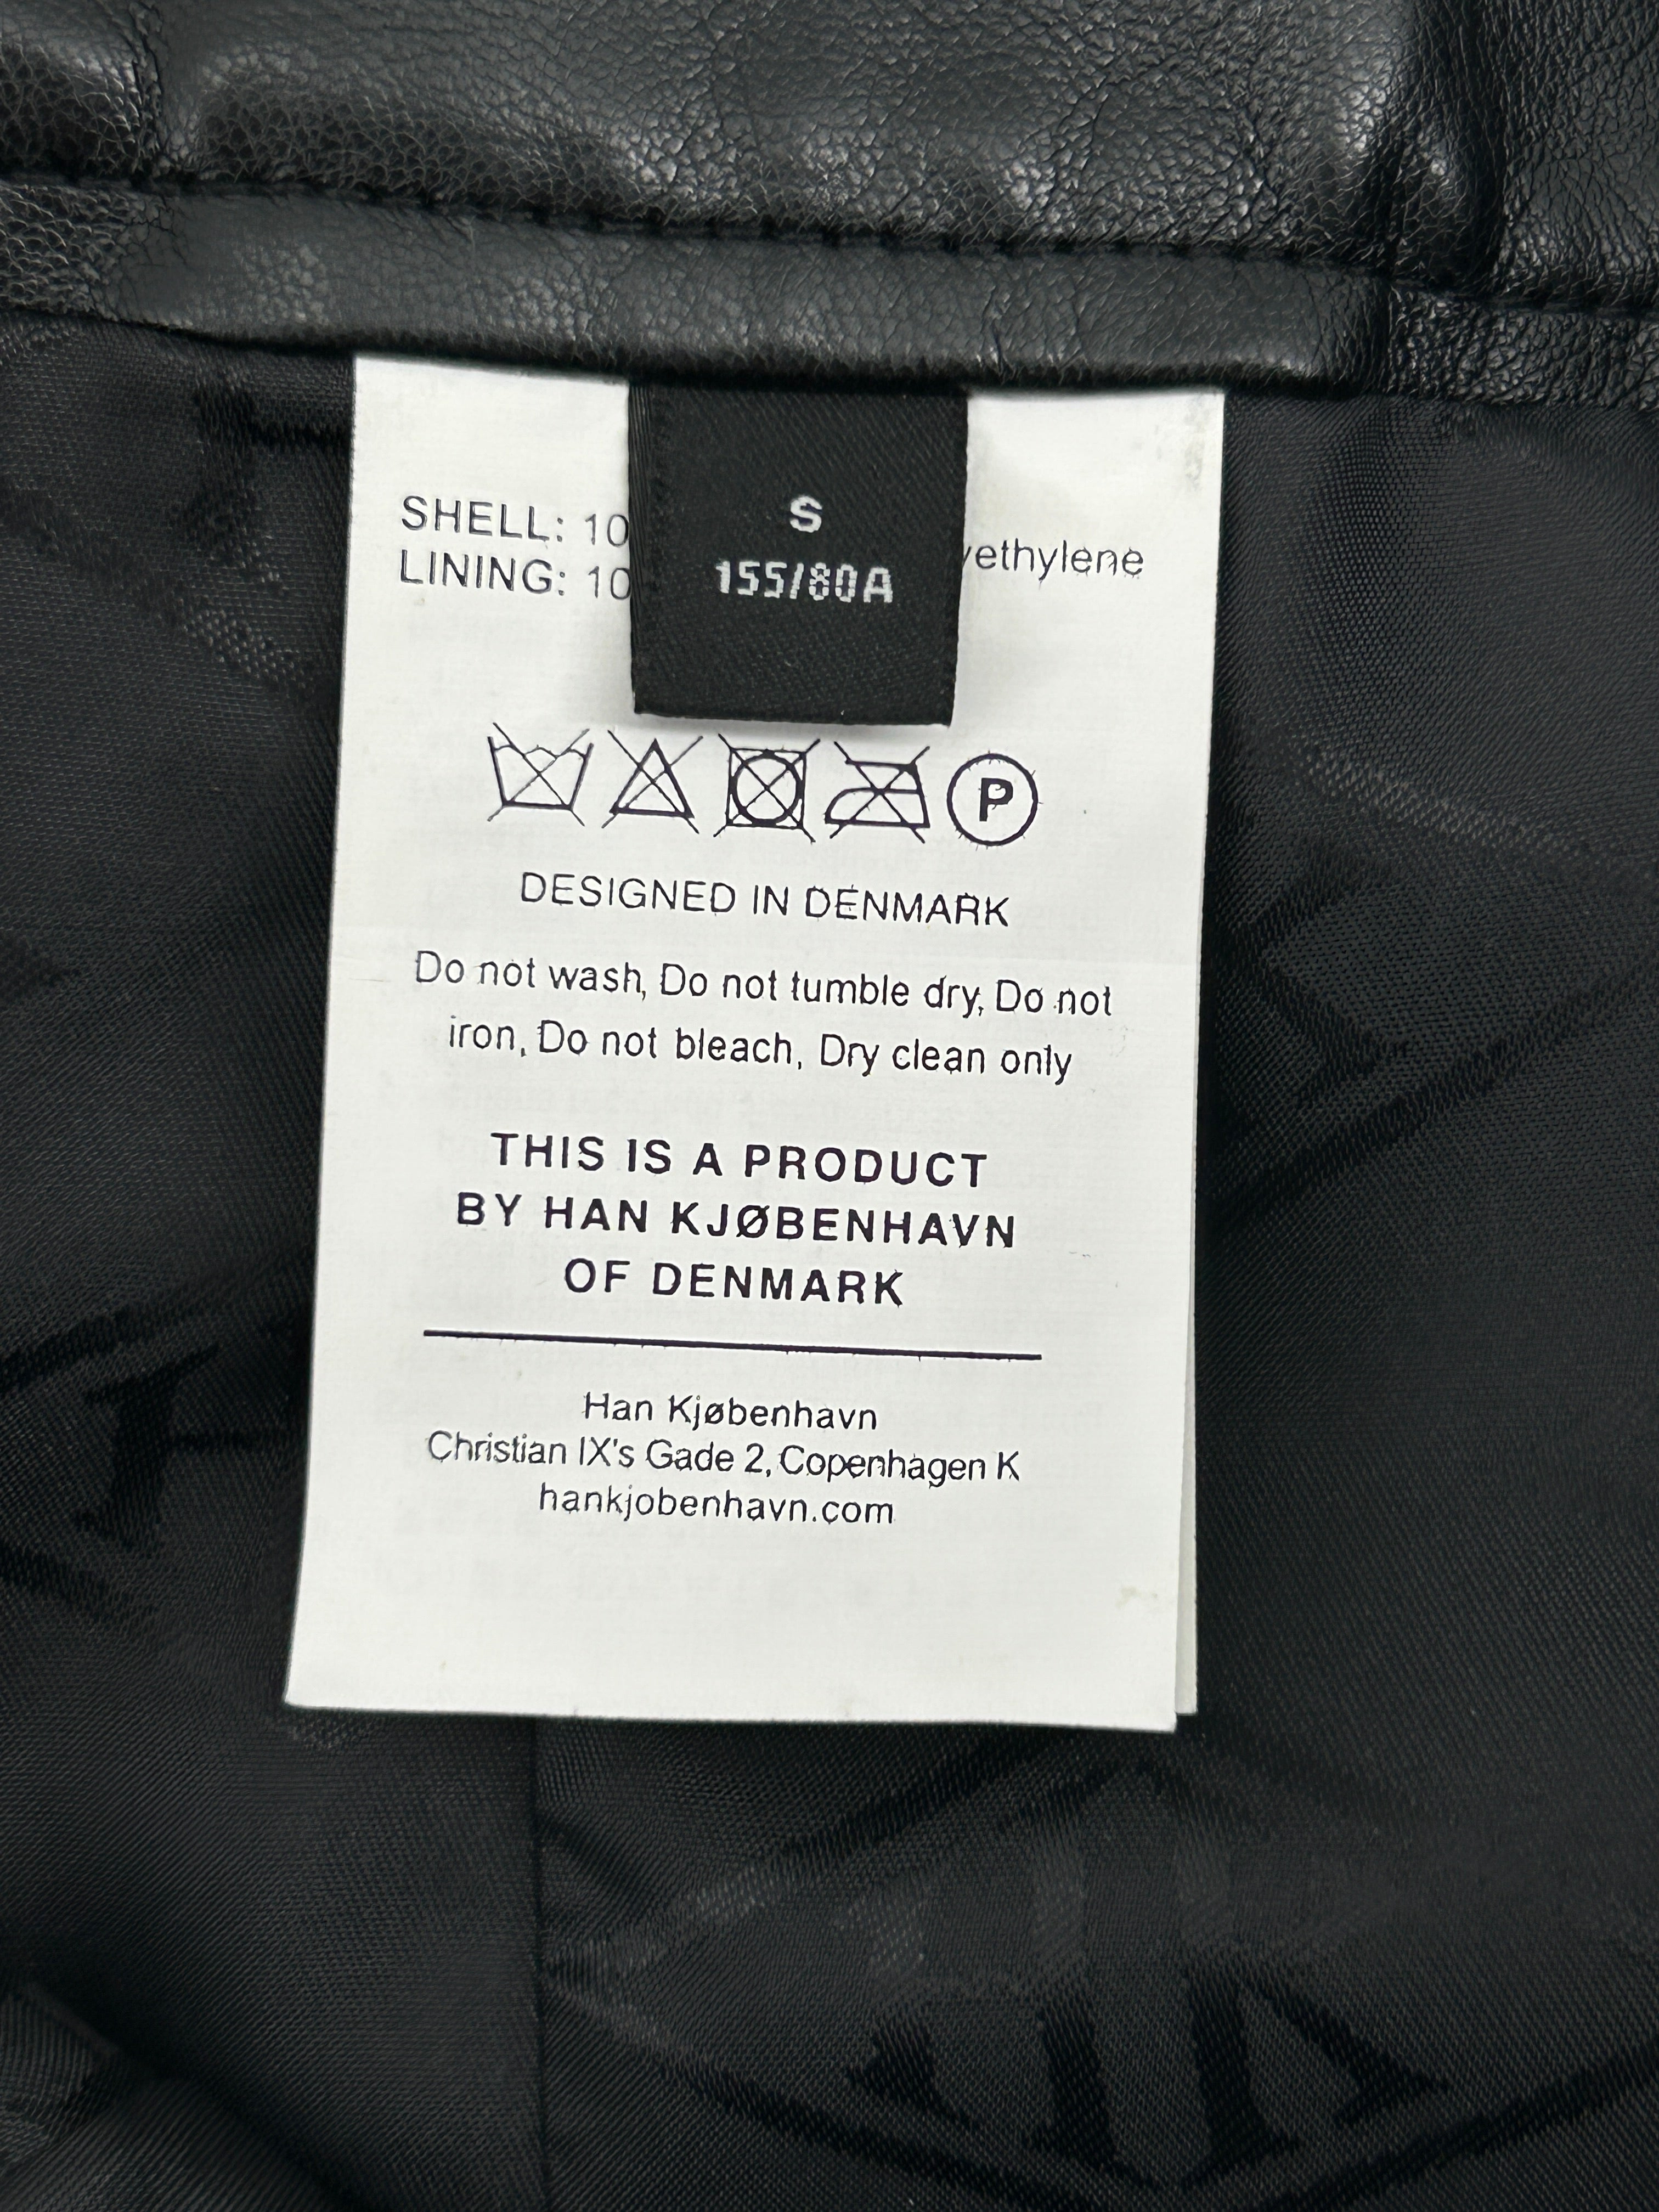 SHELL: 10
LINING: 10
ethylene
S
155/80A
P
DESIGNED IN DENMARK
Do not wash, Do not tumble dry, Do not
iron, Do not bleach, Dry clean only
THIS IS A PRODUCT
BY HAN KJØBENHAVN
OF DENMARK
Han Kjøbenhavn
Christian IX's Gade 2, Copenhagen K
hankjobenhavn.com